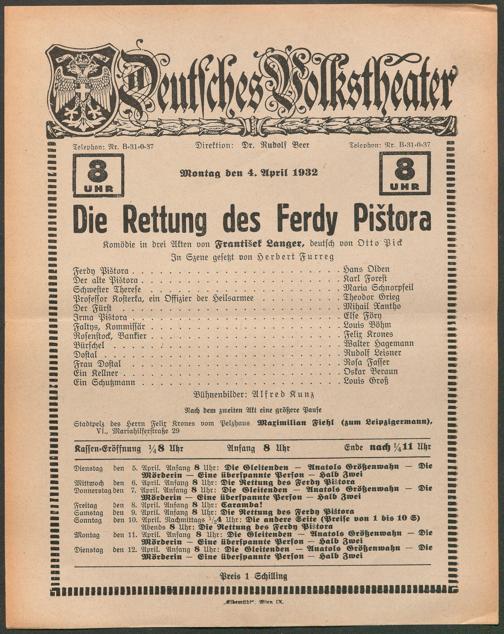 Deutsches Volkstheater
Telephon: Nr. B-31-0-37 Direktion: Dr. Rudolf Beer Telephon: Nr. B-31-0-37
8 UHR Montag den 4. April 1932 8 UHR
Die Rettung des Ferdy Pištora
Komödie in drei Akten von František Langer, deutsch von Otto Pick
In Szene gesetzt von Herbert Furreg
Ferdy Pištora . . . Hans Olden
Der alte Pištora . . . Karl Forest
Schwester Therese . . . Maria Schnorpfeil
Professor Kosterka, ein Offizier der Heilsarmee . . . Theodor Grieg
Der Fürst . . . Mihail Xantho
Irma Pištora . . . Else Föry
Faltys, Kommissär . . . Louis Böhm
Rosenstock, Bankier . . . Felix Krones
Bürschel . . . Walter Hagemann
Dostal . . . Rudolf Leisner
Frau Dostal . . . Rosa Fasser
Ein Kellner . . . Oskar Beraun
Ein Schutzmann . . . Louis Groß
Bühnenbilder: Alfred Kunz
Nach dem zweiten Akt eine größere Pause
Stadtpelz des Herrn Felix Krones vom Pelzhaus Maximilian Fiehl (zum Leipzigermann),
VI., Mariahilferstraße 29
Kassen-Eröffnung ¼8 Uhr Anfang 8 Uhr Ende nach ¼11 Uhr
Dienstag den 5. April. Anfang 8 Uhr: Die Gleitenden — Anatols Größenwahn — Die
Mörderin — Eine überspannte Person — Halb Zwei
Mittwoch den 6. April. Anfang 8 Uhr: Die Rettung des Ferdy Pištora
Donnerstag den 7. April. Anfang 8 Uhr: Die Gleitenden — Anatols Größenwahn — Die
Mörderin — Eine überspannte Person — Halb Zwei
Freitag den 8. April. Anfang 8 Uhr: Caramba!
Samstag den 9. April. Anfang 8 Uhr: Die Rettung des Ferdy Pištora
Sonntag den 10. April. Nachmittags ¼4 Uhr: Die andere Seite (Preise von 1 bis 10 S)
Abends 8 Uhr: Die Rettung des Ferdy Pištora
Montag den 11. April. Anfang 8 Uhr: Die Gleitenden — Anatols Größenwahn — Die
Mörderin — Eine überspannte Person — Halb Zwei
Dienstag den 12. April. Anfang 8 Uhr: Die Gleitenden — Anatols Größenwahn — Die
Mörderin — Eine überspannte Person — Halb Zwei
Preis 1 Schilling
„Elbemühl“, Wien IX.